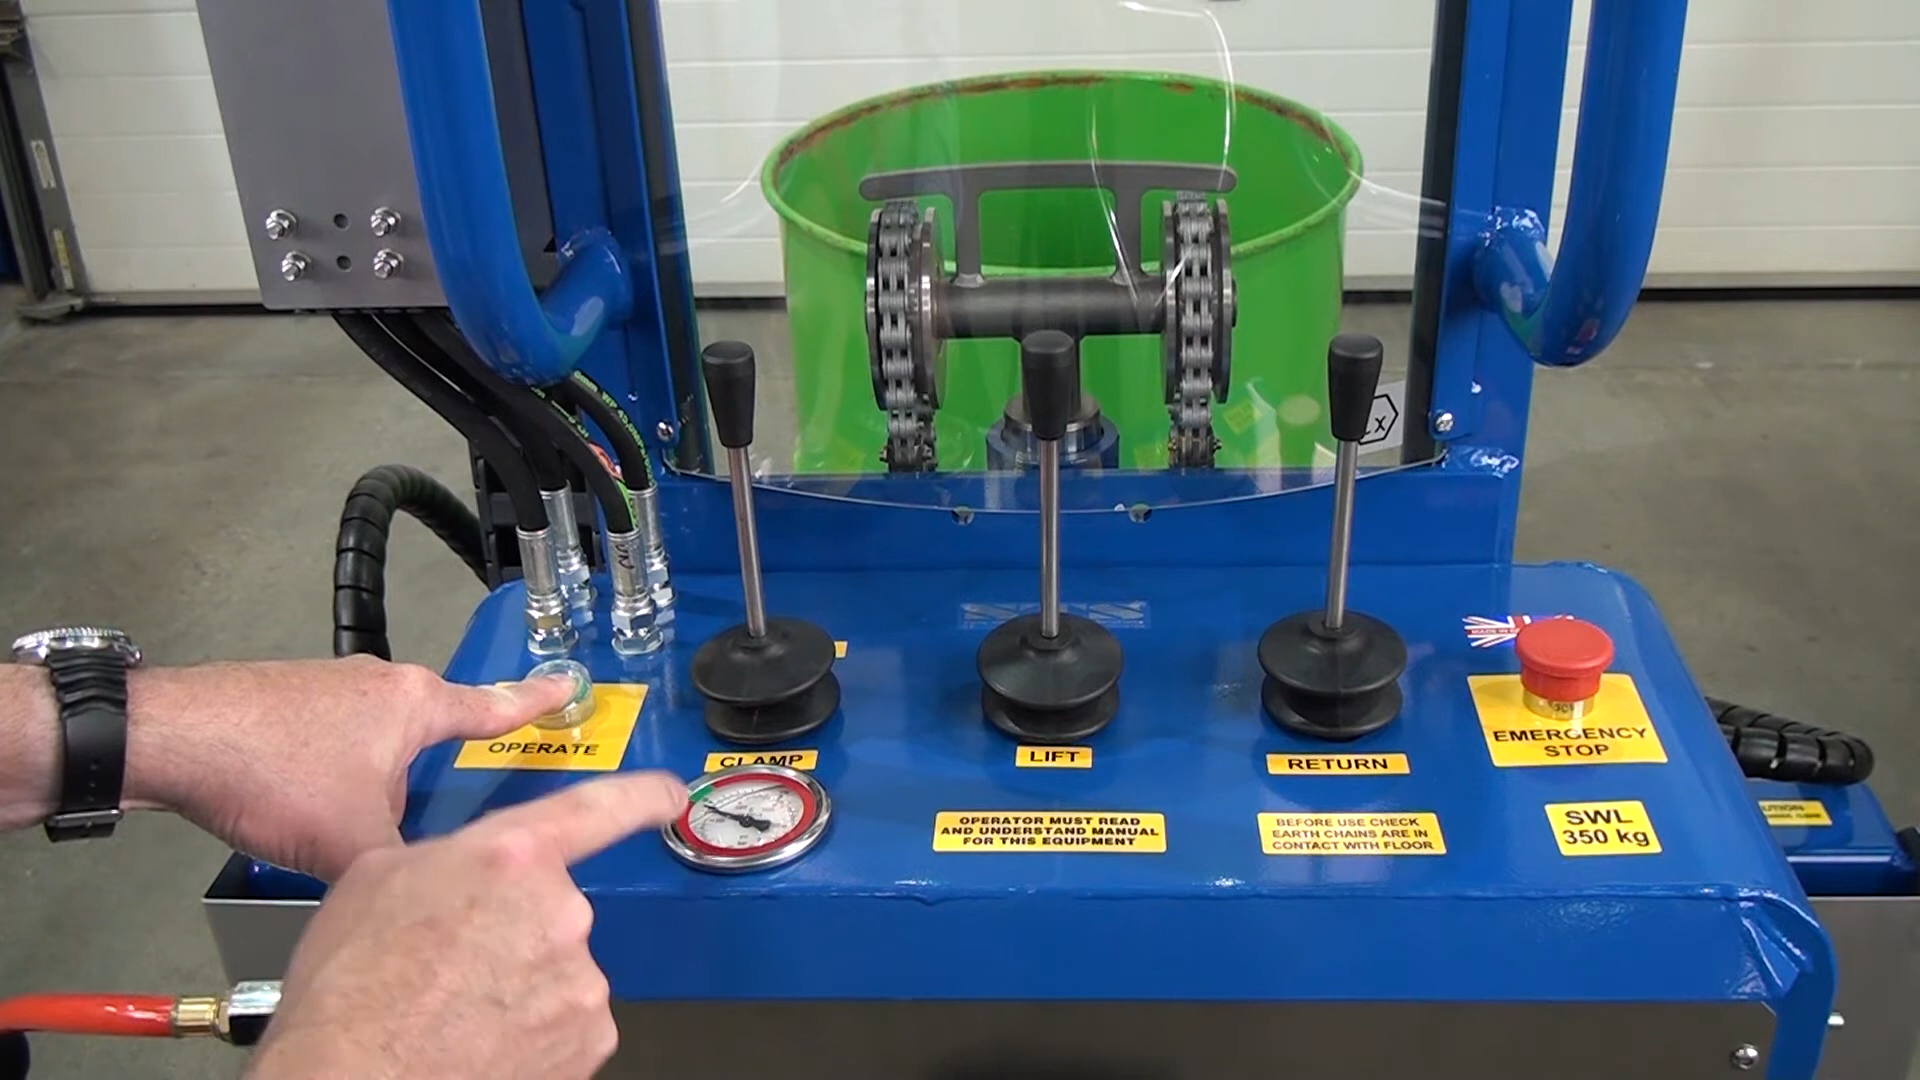 OPERATE
CLAMP
LIFT
RETURN
EMERGENCY
STOP
OPERATOR MUST READ
AND UNDERSTAND MANUAL
FOR THIS EQUIPMENT
BEFORE USE CHECK
EARTH CHAINS ARE IN
CONTACT WITH FLOOR
SWL
350 kg